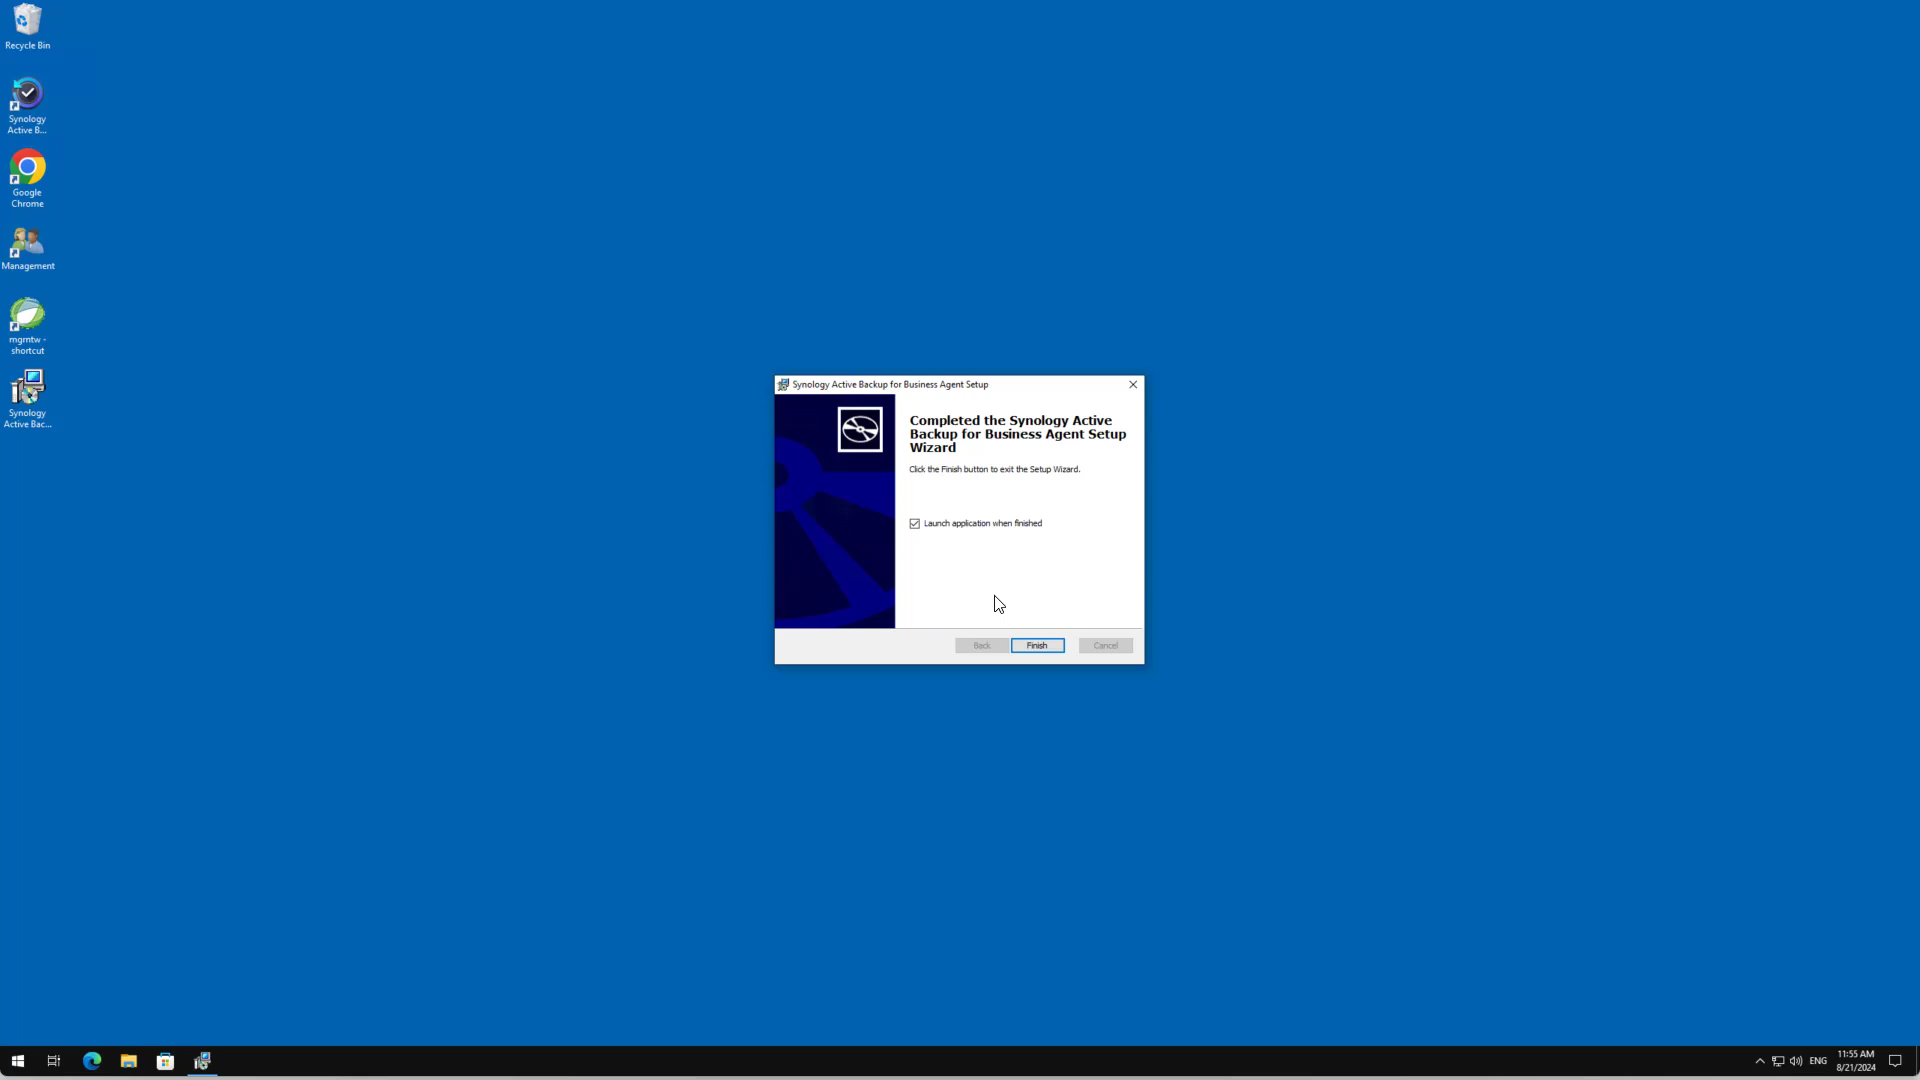 Recycle Bin
Synology
Active B...
Google
Chrome
Management
mgmtw -
shortcut
Synology
Active Bac...
Synology Active Backup for Business Agent Setup
Completed the Synology Active
Backup for Business Agent Setup
Wizard
Click the Finish button to exit the Setup Wizard.
Launch application when finished
Back
Finish
Cancel
ENG
11:55 AM
8/21/2024